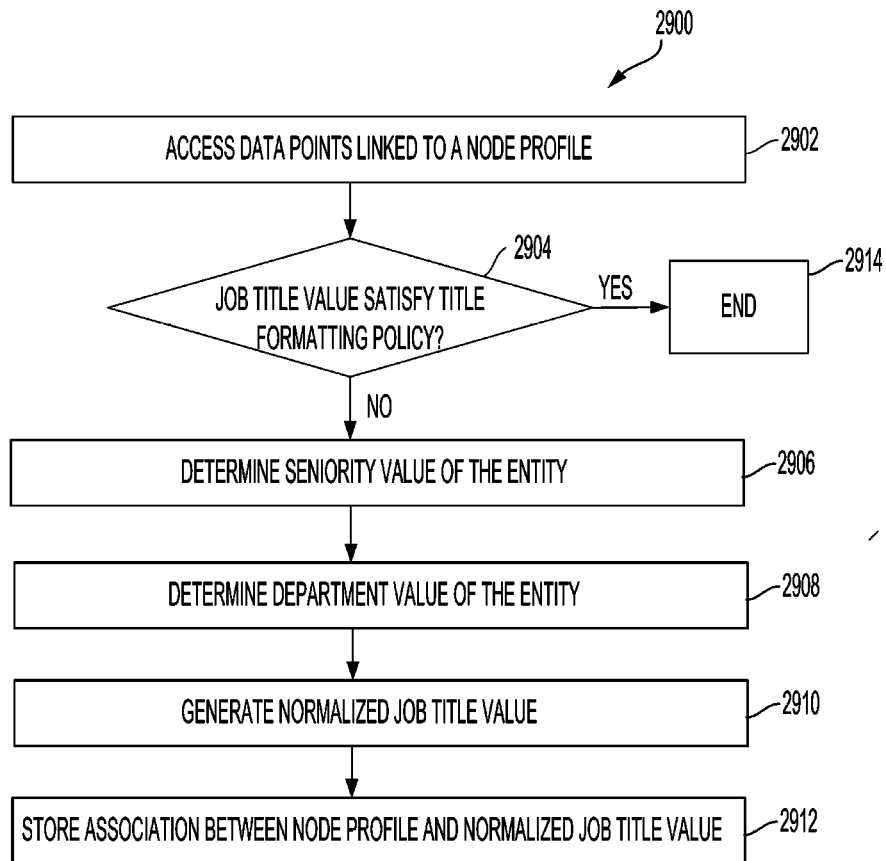 2900
ACCESS DATA POINTS LINKED TO A NODE PROFILE
2902
2904
JOB TITLE VALUE SATISFY TITLE
FORMATTING POLICY?
YES
END
2914
NO
DETERMINE SENIORITY VALUE OF THE ENTITY
2906
DETERMINE DEPARTMENT VALUE OF THE ENTITY
2908
GENERATE NORMALIZED JOB TITLE VALUE
2910
STORE ASSOCIATION BETWEEN NODE PROFILE AND NORMALIZED JOB TITLE VALUE
2912